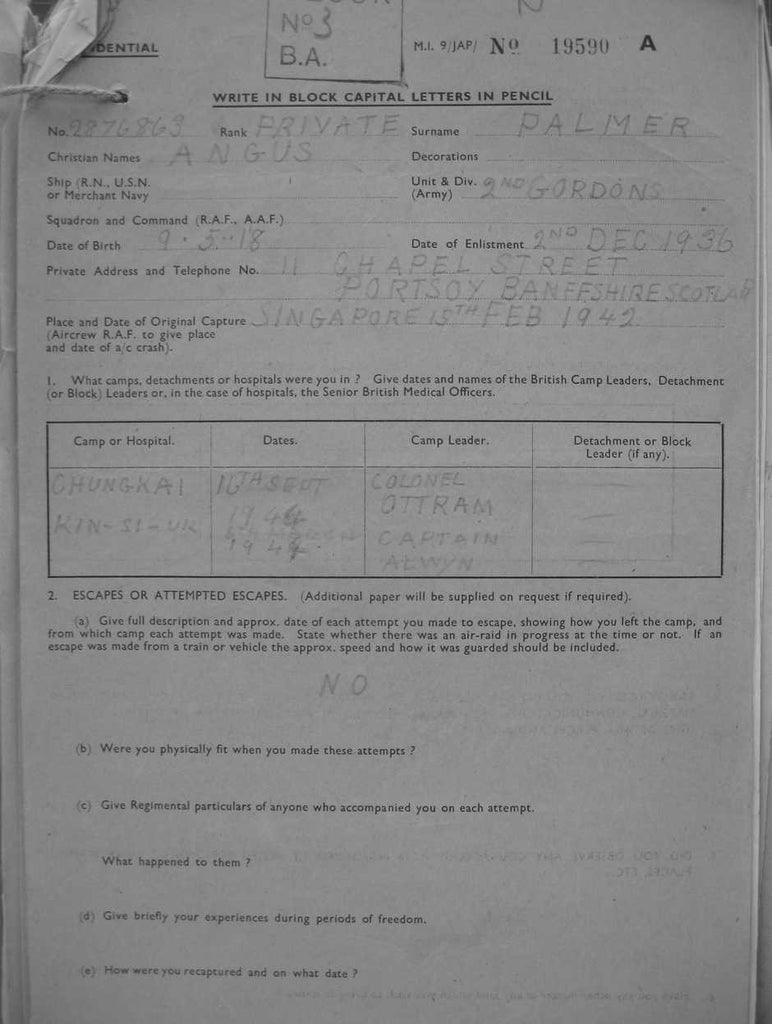 No 3
B.A.
DENTIAL
M.I. 9/JAP/ No 19590 A
WRITE IN BLOCK CAPITAL LETTERS IN PENCIL
No. 2876863 Rank PRIVATE Surname PALMER
Christian Names ANGUS Decorations
Ship (R.N., U.S.N. or Merchant Navy
Unit & Div. (Army) 2ND GORDONS
Squadron and Command (R.A.F., A.A.F.)
Date of Birth 9-5-18 Date of Enlistment 2ND DEC 1936
Private Address and Telephone No. 11 CHAPEL STREET
PORTSOY BANFFSHIRE SCOTLAND
Place and Date of Original Capture SINGAPORE 15TH FEB 1942
(Aircrew R.A.F. to give place
and date of a/c crash).
1. What camps, detachments or hospitals were you in ? Give dates and names of the British Camp Leaders, Detachment
(or Block) Leaders or, in the case of hospitals, the Senior British Medical Officers.
Camp or Hospital. Dates. Camp Leader. Detachment or Block
Leader (if any).
CHUNGKAI 16TH SEPT COLONEL
1944 OTTRAM
KIN-SI-UK CAPTAIN
194 ALWYN
2. ESCAPES OR ATTEMPTED ESCAPES. (Additional paper will be supplied on request if required).
(a) Give full description and approx. date of each attempt you made to escape, showing how you left the camp, and
from which camp each attempt was made. State whether there was an air-raid in progress at the time or not. If an
escape was made from a train or vehicle the approx. speed and how it was guarded should be included.
NO
(b) Were you physically fit when you made these attempts ?
(c) Give Regimental particulars of anyone who accompanied you on each attempt.
What happened to them ?
(d) Give briefly your experiences during periods of freedom.
(e) How were you recaptured and on what date ?